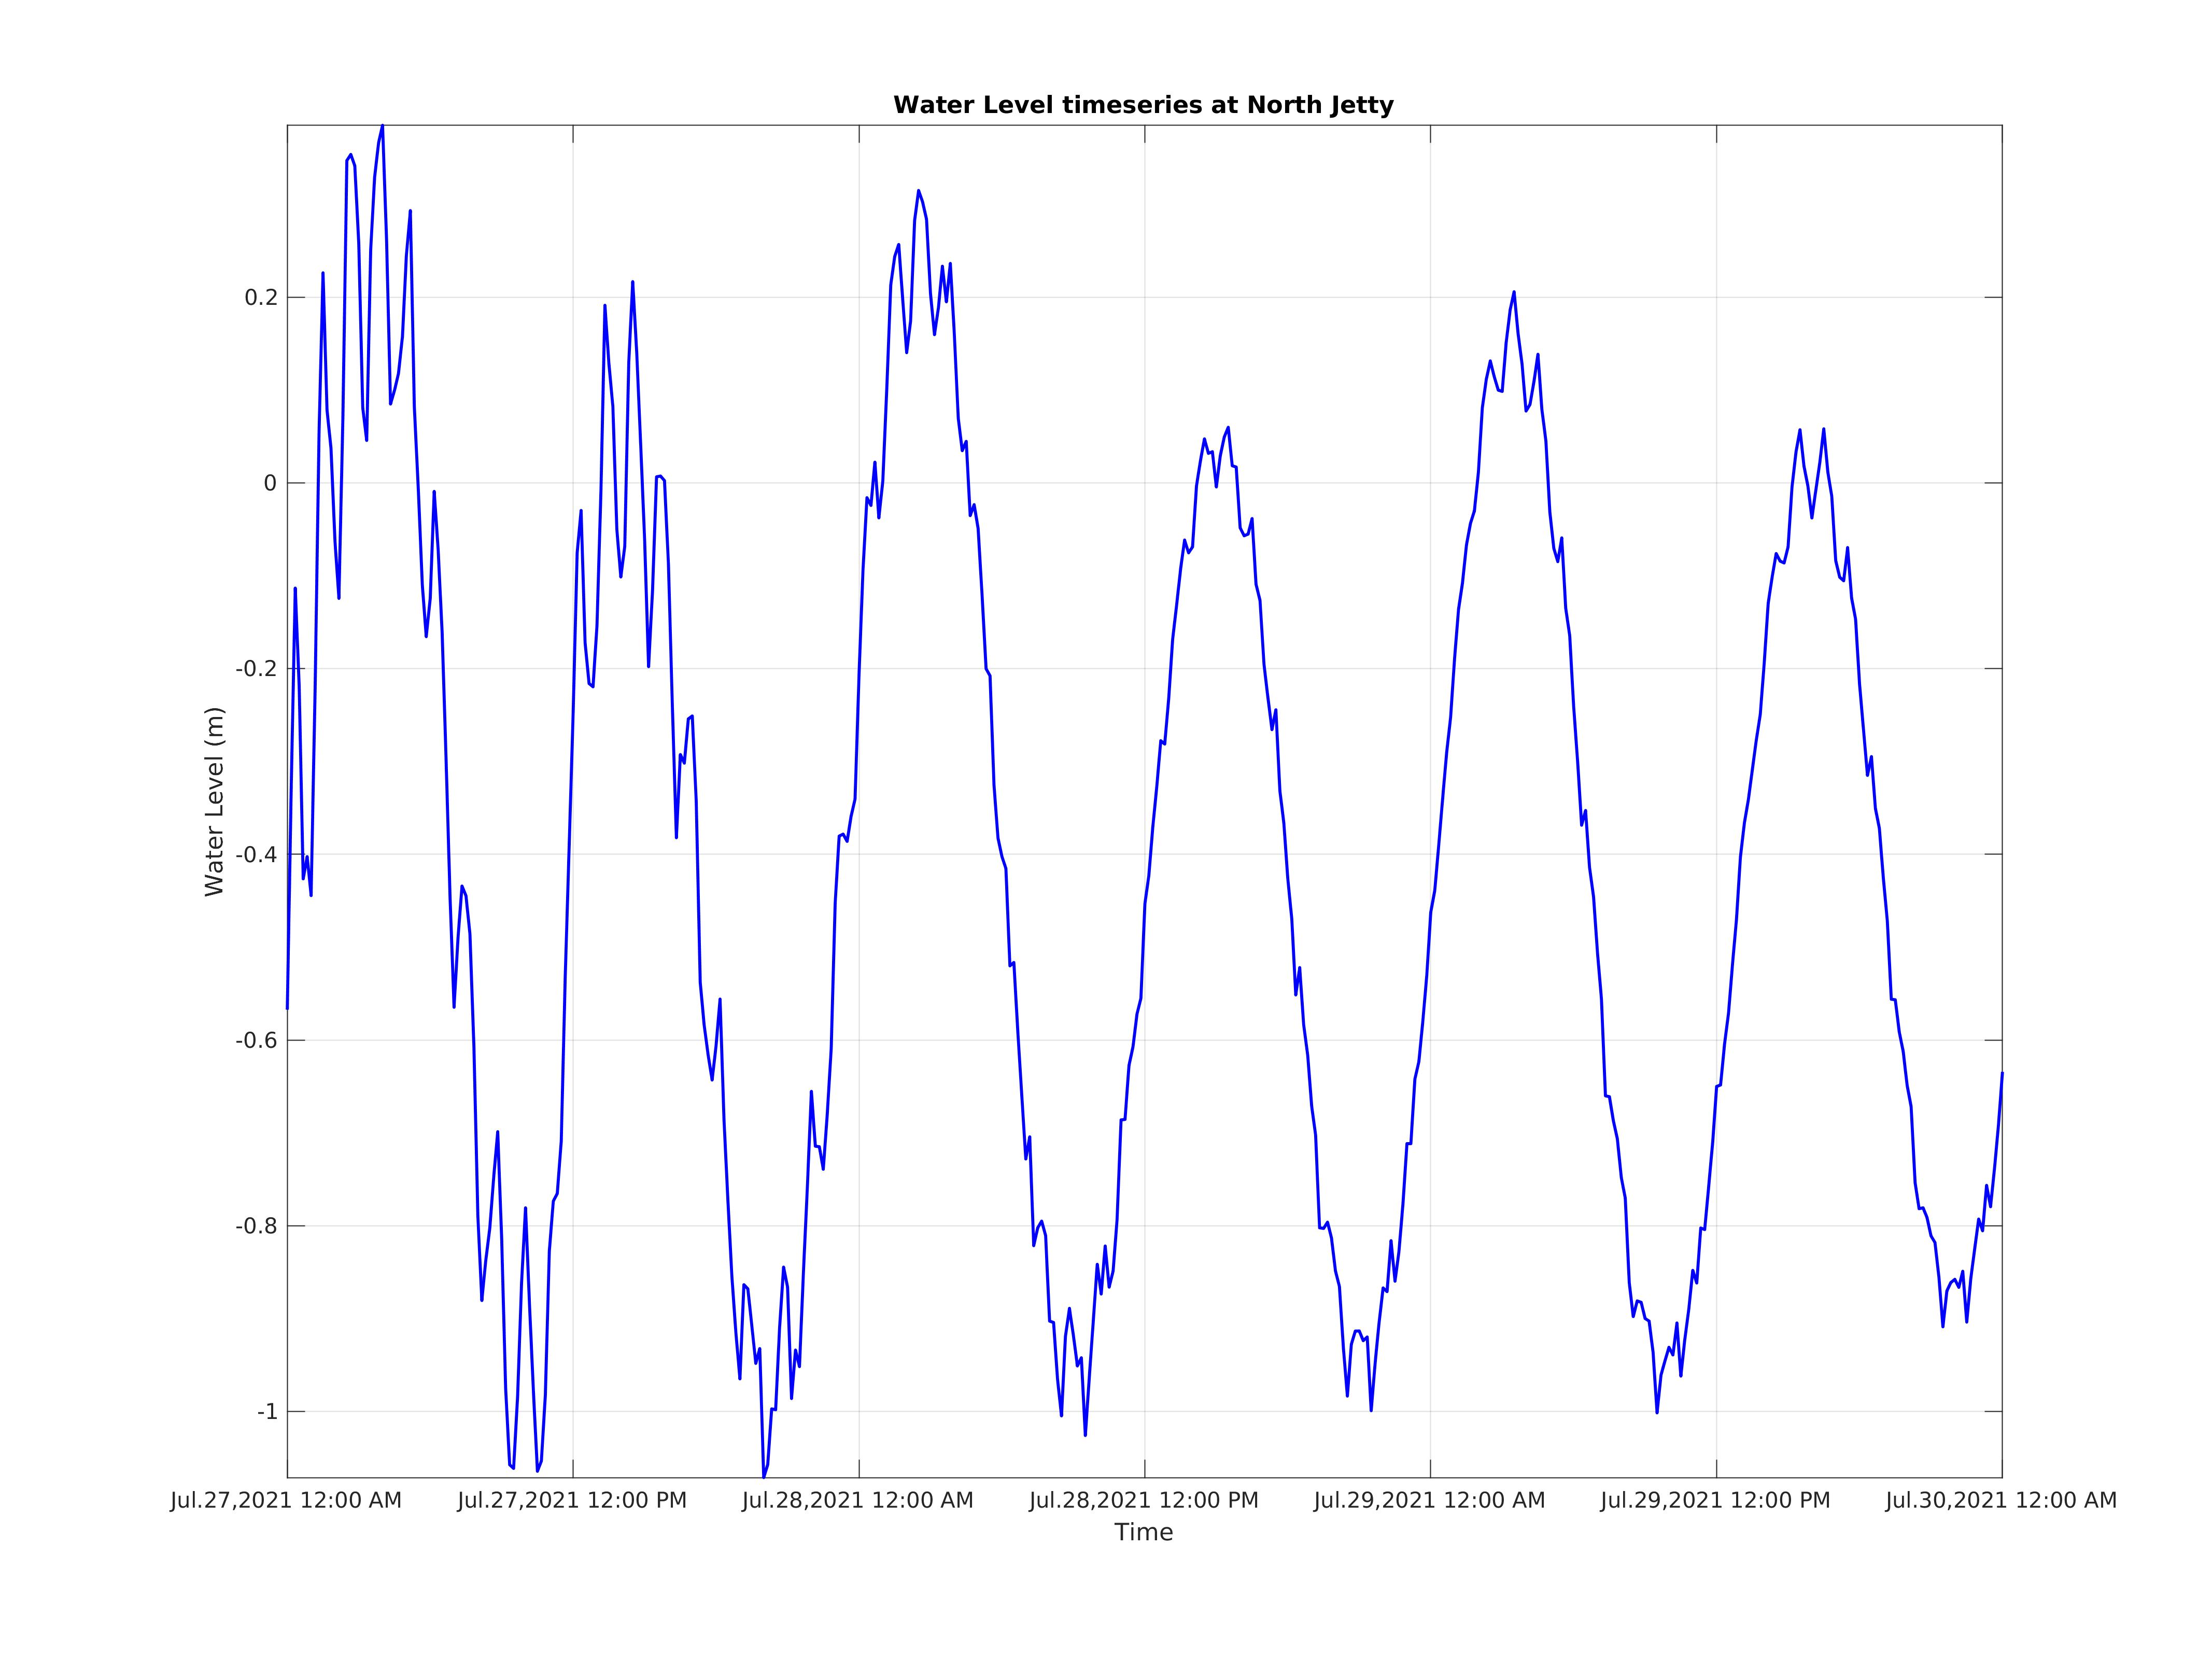 Water Level timeseries at North Jetty
0.2
0
-0.2
-0.4
-0.6
-0.8
-1
Water Level (m)
Jul.27,2021 12:00 AM
Jul.27,2021 12:00 PM
Jul.28,2021 12:00 AM
Jul.28,2021 12:00 PM
Jul.29,2021 12:00 AM
Jul.29,2021 12:00 PM
Jul.30,2021 12:00 AM
Time